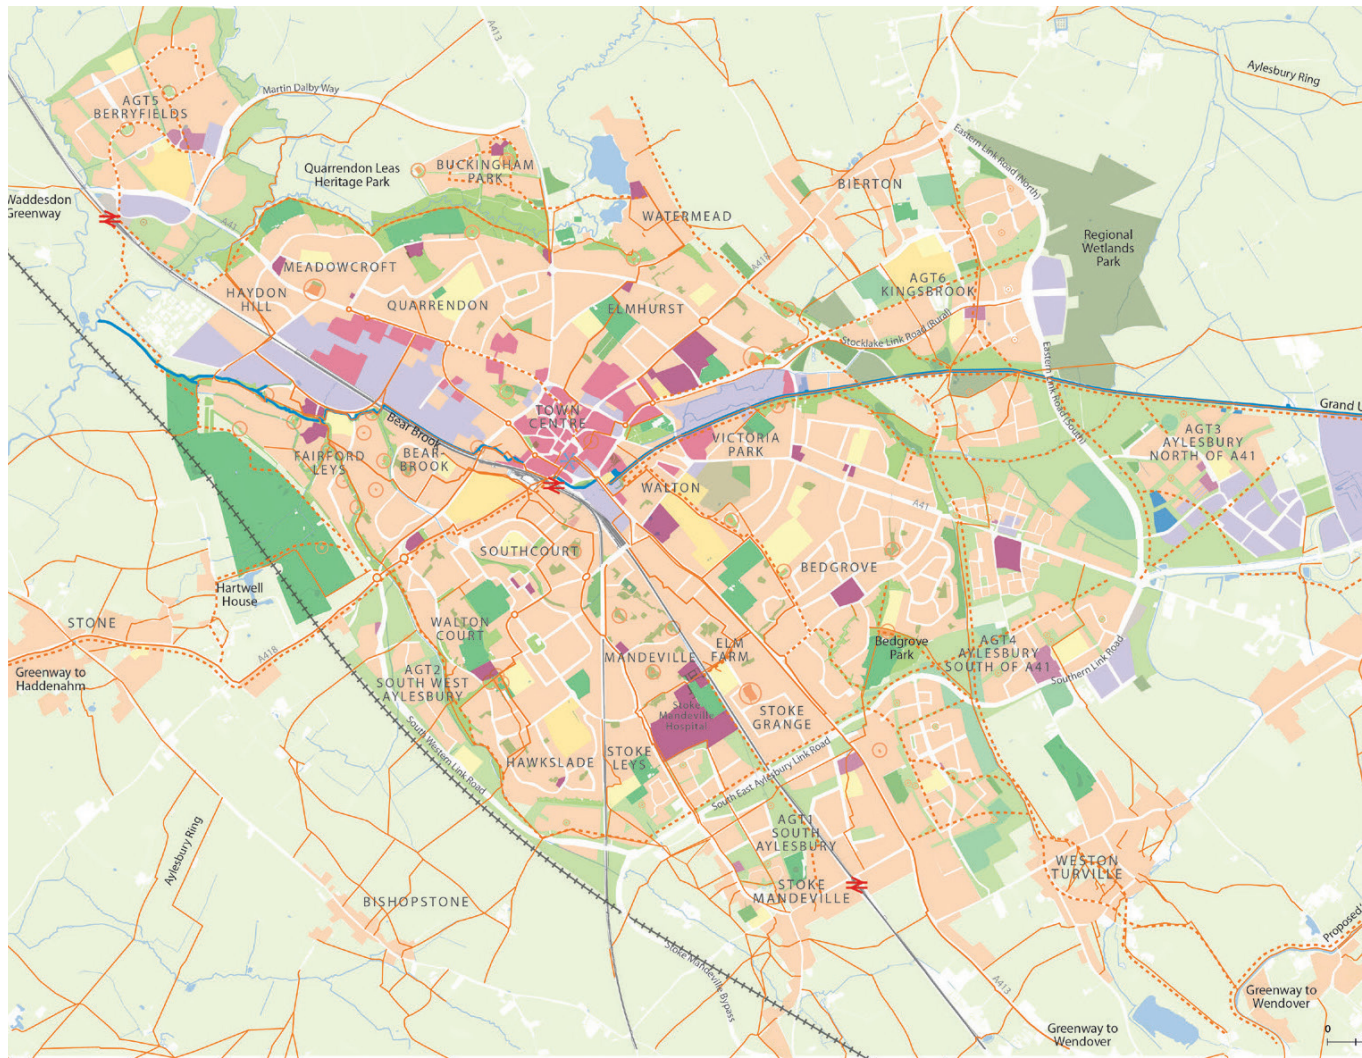 A413
Aylesbury Ring
AGT5
BERRYFIELDS
Martin Dalby Way
Eastern Link Road (North)
Quarrendon Leas
Heritage Park
BUCKINGHAM
PARK
BIERTON
Waddesdon
Greenway
A41
WATERMEAD
Regional
Wetlands
Park
MEADOWCROFT
A418
AGT6
KINGSBROOK
HAYDON
HILL
QUARRENDON
ELMHURST
Stocklake Link Road (Rural)
Eastern Link Road (South)
Grand U
TOWN
CENTRE
Bear Brook
VICTORIA
PARK
AGT3
AYLESBURY
NORTH OF A41
FAIRFORD
LEYS
BEAR
BROOK
WALTON
A41
SOUTHCOURT
BEDGROVE
Hartwell
House
STONE
WALTON
COURT
ELM
FARM
Bedgrove
Park
AGT4
AYLESBURY
SOUTH OF A41
A418
MANDEVILLE
Southern Link Road
Greenway to
Haddenahm
AGT2
SOUTH WEST
AYLESBURY
Stoke
Mandeville
Hospital
STOKE
GRANGE
South Western Link Road
HAWKSLADE
STOKE
LEYS
South East Aylesbury Link Road
Aylesbury Ring
AGT1
SOUTH
AYLESBURY
WESTON
TURVILLE
STOKE
MANDEVILLE
BISHOPSTONE
Proposed
Stoke Mandeville Bypass
A413
Greenway to
Wendover
Greenway to
Wendover
0